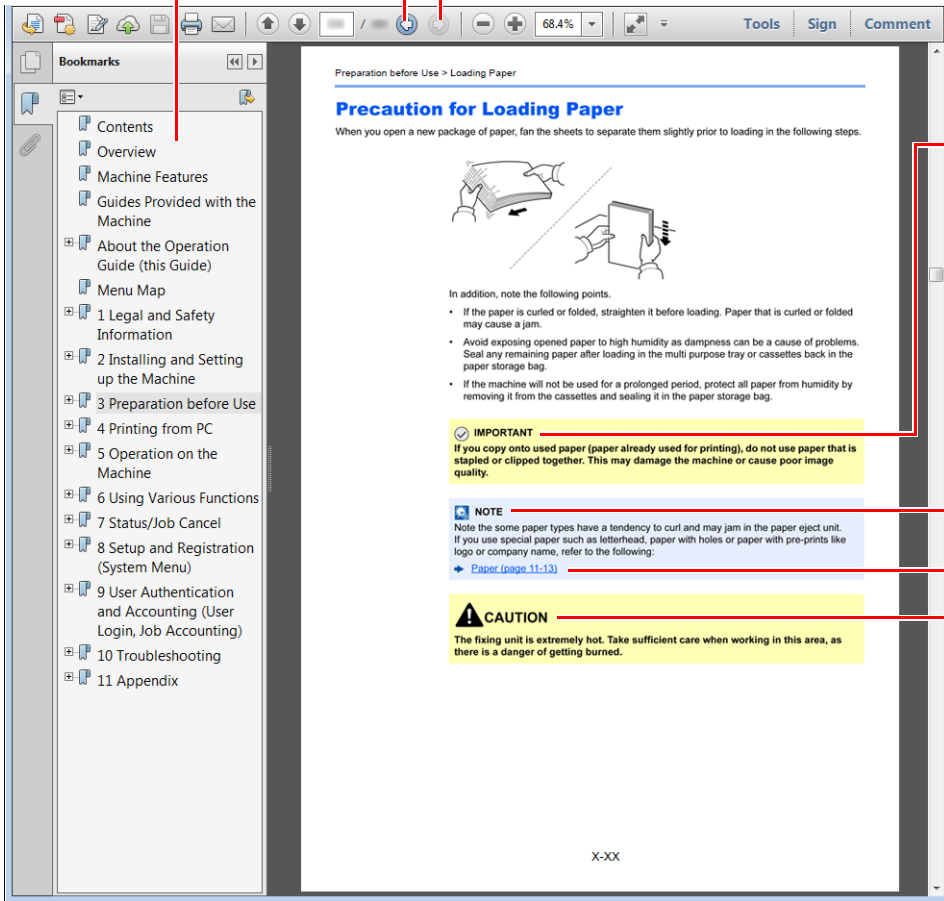 /
68.4%
Tools
Sign
Comment
Bookmarks
Contents
Overview
Machine Features
Guides Provided with the
Machine
About the Operation
Guide (this Guide)
Menu Map
1 Legal and Safety
Information
2 Installing and Setting
up the Machine
3 Preparation before Use
4 Printing from PC
5 Operation on the
Machine
6 Using Various Functions
7 Status/Job Cancel
8 Setup and Registration
(System Menu)
9 User Authentication
and Accounting (User
Login, Job Accounting)
10 Troubleshooting
11 Appendix
Preparation before Use > Loading Paper
Precaution for Loading Paper
When you open a new package of paper, fan the sheets to separate them slightly prior to loading in the following steps.
In addition, note the following points.
• If the paper is curled or folded, straighten it before loading. Paper that is curled or folded
may cause a jam.
• Avoid exposing opened paper to high humidity as dampness can be a cause of problems.
Seal any remaining paper after loading in the multi purpose tray or cassettes back in the
paper storage bag.
• If the machine will not be used for a prolonged period, protect all paper from humidity by
removing it from the cassettes and sealing it in the paper storage bag.
IMPORTANT
If you copy onto used paper (paper already used for printing), do not use paper that is
stapled or clipped together. This may damage the machine or cause poor image
quality.
NOTE
Note the some paper types have a tendency to curl and may jam in the paper eject unit.
If you use special paper such as letterhead, paper with holes or paper with pre-prints like
logo or company name, refer to the following:
Paper (page 11-13)
CAUTION
The fixing unit is extremely hot. Take sufficient care when working in this area, as
there is a danger of getting burned.
X-XX